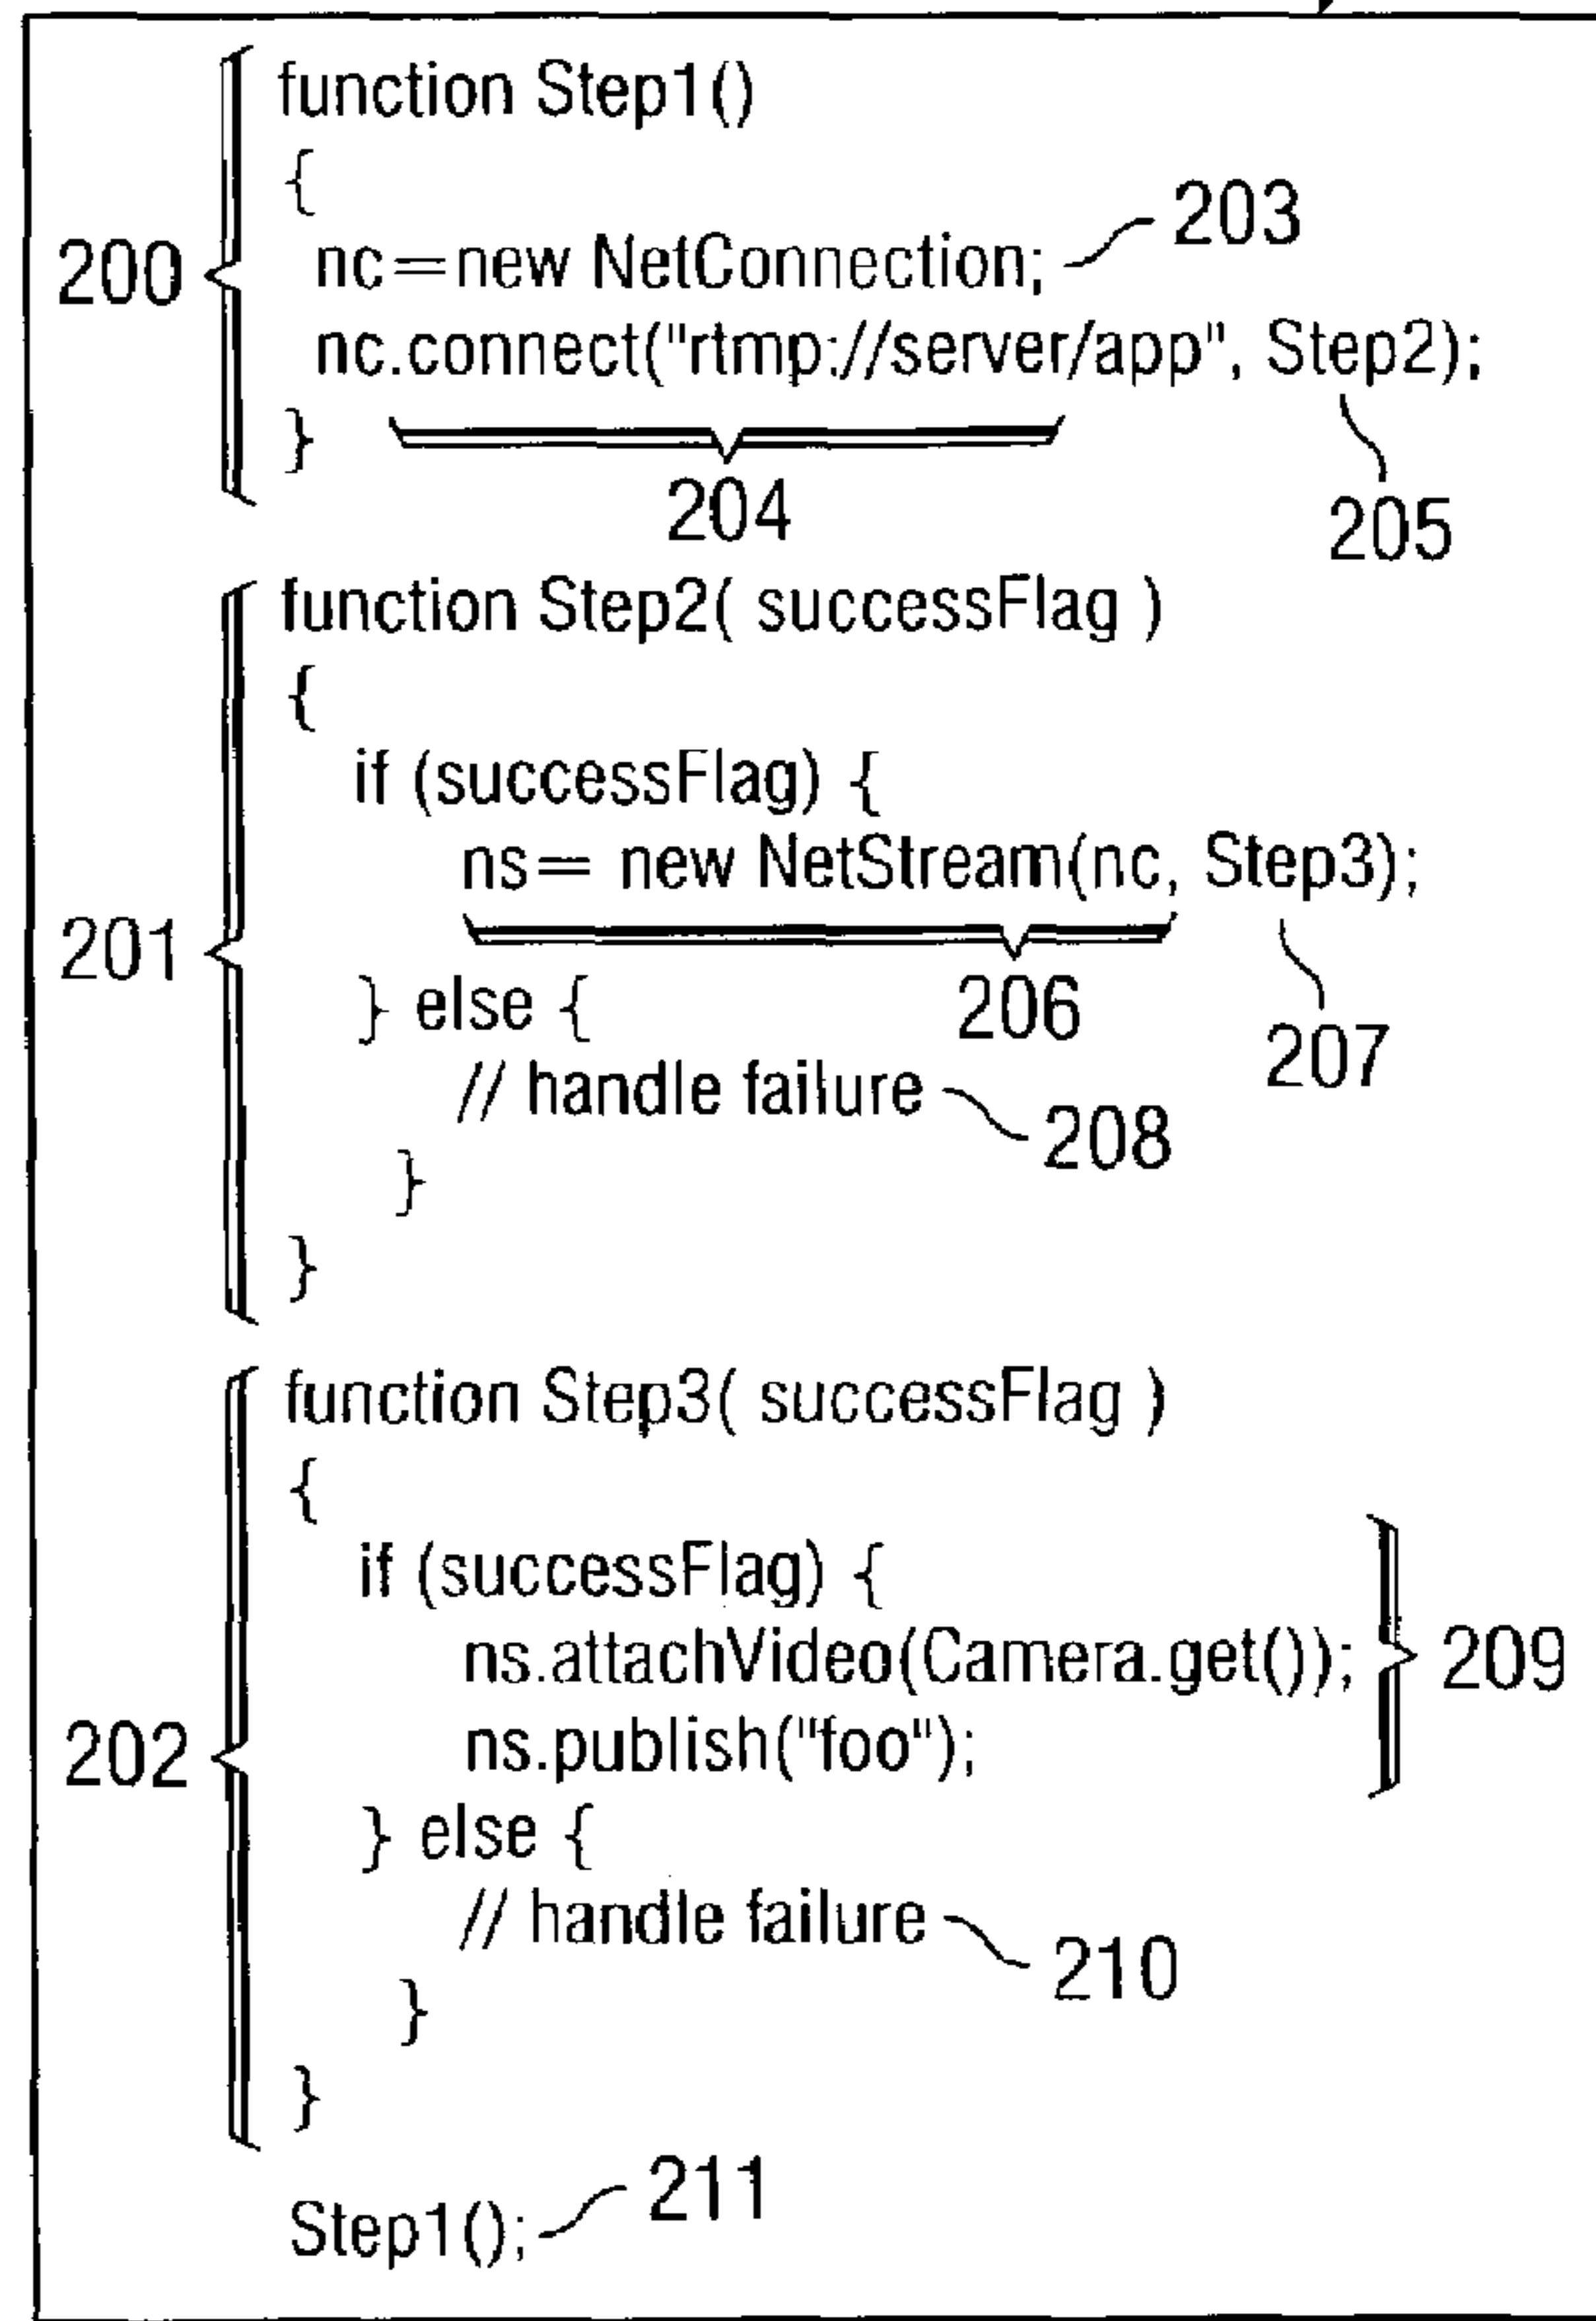 function Step1()
{
200
nc=new NetConnection; 203
nc.connect("rtmp://server/app", Step2);
}
204
205
function Step2( successFlag )
{
if (successFlag) {
ns= new NetStream(nc, Step3);
201
} else {
206
207
// handle failure 208
}
}
function Step3( successFlag )
{
if (successFlag) {
ns.attachVideo(Camera.get()); 209
ns.publish("foo");
202
} else {
// handle failure 210
}
}
Step1(); 211